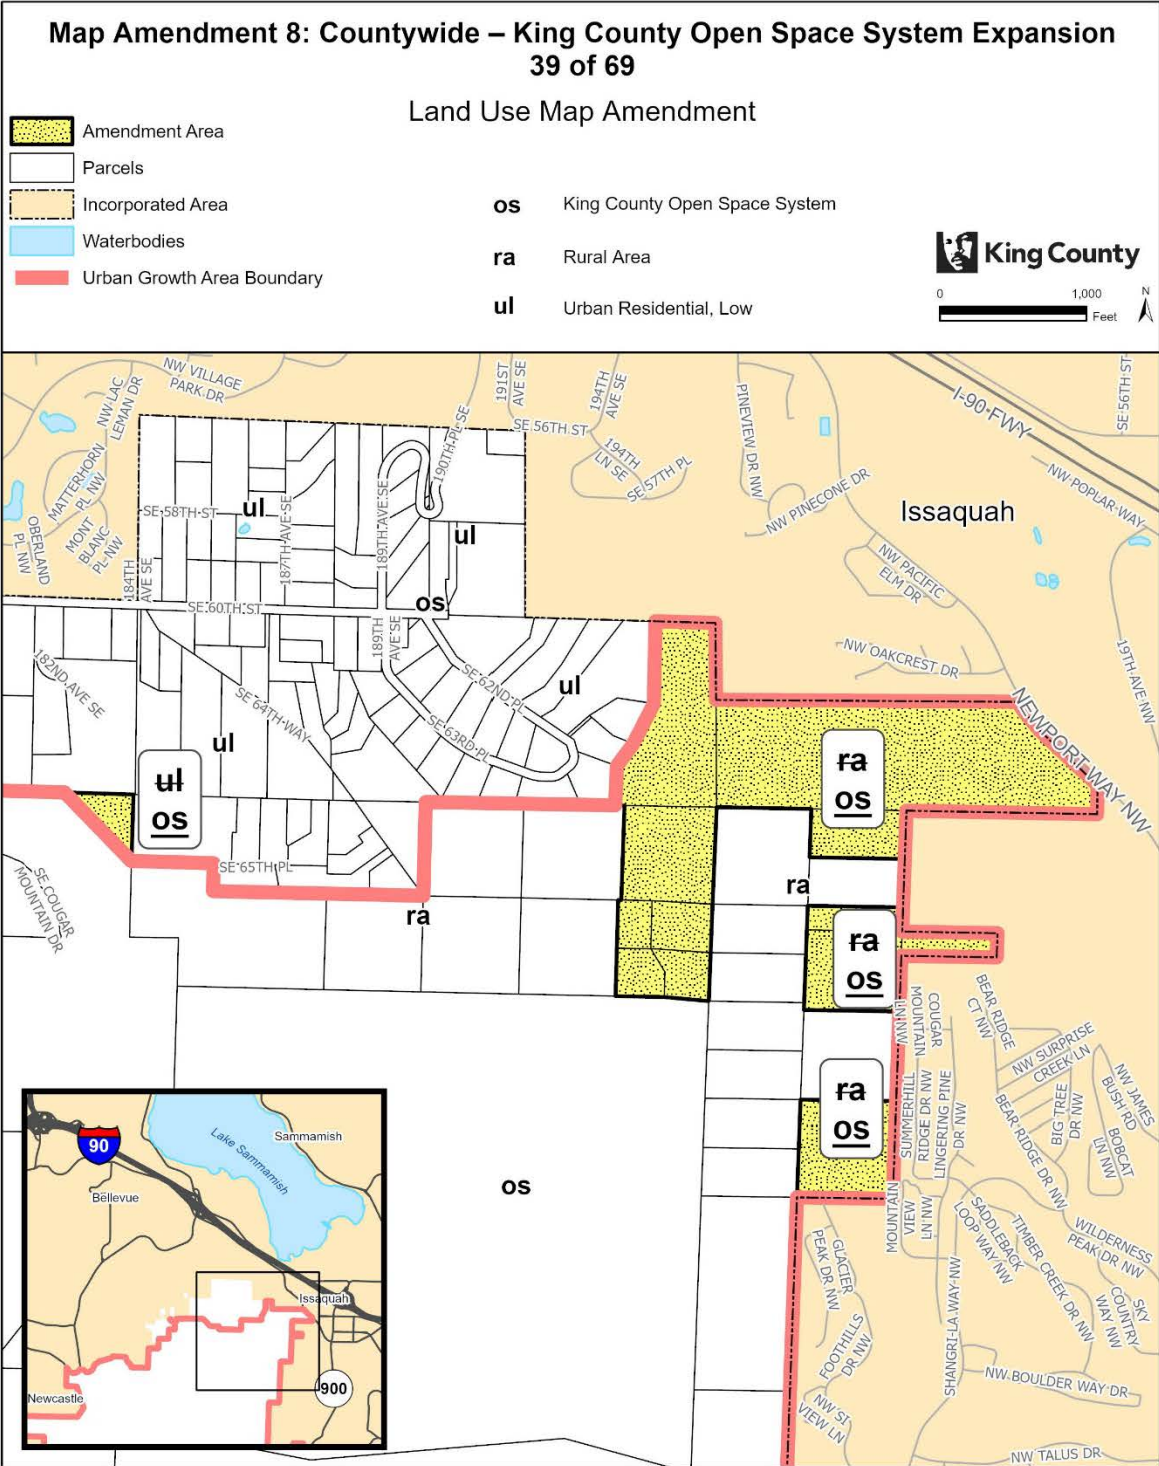 Map Amendment 8: Countywide – King County Open Space System Expansion
39 of 69
Land Use Map Amendment
Amendment Area
Parcels
Incorporated Area
Waterbodies
Urban Growth Area Boundary
os King County Open Space System
ra Rural Area
ul Urban Residential, Low
King County
0 1,000
Feet
N
NW VILLAGE
PARK DR
NW LAC
LEMAN DR
MATTERHORN
PL NW
MONT
BLANC
PL NW
OBERLAND
PL NW
184TH
AVE SE
SE 58TH ST
ul
187TH AVE SE
189TH AVE SE
190TH PL SE
191ST
AVE SE
SE 56TH ST
194TH
AVE SE
194TH
LN SE
SE 57TH PL
PINEVIEW DR NW
NW PINECONE DR
I-90 FWY
SE 56TH ST
NW POPLAR WAY
Issaquah
NW PACIFIC
ELM DR
NW OAKCREST DR
19TH AVE NW
NEWPORT WAY NW
ul
os
SE 60TH ST
189TH
AVE SE
182ND AVE SE
SE 64TH WAY
SE 62ND PL
SE 63RD PL
ul
ul
ul
os
ra
os
SE 65TH PL
SE COUGAR
MOUNTAIN DR
ra
ra
ra
os
BEAR RIDGE
CT NW
COUGAR
MOUNTAIN
LN NW
NW SURPRISE
CREEK LN
NW JAMES
BUSH RD
BIG TREE
DR NW
BOBCAT
LN NW
BEAR RIDGE DR NW
SUMMERHILL
RIDGE DR NW
LINGERING PINE
DR NW
ra
os
os
MOUNTAIN
VIEW
LN NW
SADDLEBACK
LOOP WAY NW
TIMBER CREEK DR NW
WILDERNESS
PEAK DR NW
SKY
COUNTRY
WAY NW
GLACIER
PEAK DR NW
SHANGRI-LA WAY NW
FOOTHILLS
DR NW
NW BOULDER WAY DR
NW SI
VIEW LN
NW TALUS DR
90
Lake Sammamish
Sammamish
Bellevue
Issaquah
Newcastle
900